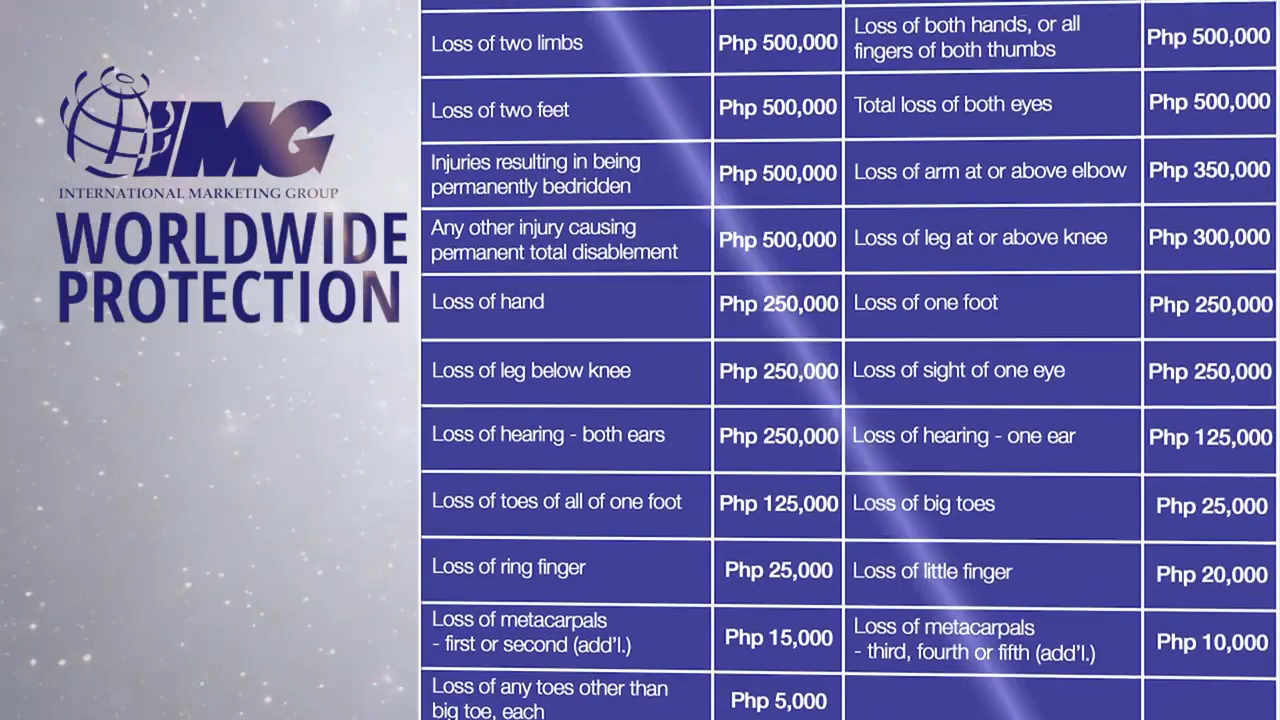 IMG
INTERNATIONAL MARKETING GROUP
WORLDWIDE
PROTECTION
Loss of two limbs
Php 500,000
Loss of both hands, or all
fingers of both thumbs
Php 500,000
Loss of two feet
Php 500,000
Total loss of both eyes
Php 500,000
Injuries resulting in being
permanently bedridden
Php 500,000
Loss of arm at or above elbow
Php 350,000
Any other injury causing
permanent total disablement
Php 500,000
Loss of leg at or above knee
Php 300,000
Loss of hand
Php 250,000
Loss of one foot
Php 250,000
Loss of leg below knee
Php 250,000
Loss of sight of one eye
Php 250,000
Loss of hearing - both ears
Php 250,000
Loss of hearing - one ear
Php 125,000
Loss of toes of all of one foot
Php 125,000
Loss of big toes
Php 25,000
Loss of ring finger
Php 25,000
Loss of little finger
Php 20,000
Loss of metacarpals
- first or second (add'l.)
Php 15,000
Loss of metacarpals
- third, fourth or fifth (add'l.)
Php 10,000
Loss of any toes other than
big toe, each
Php 5,000